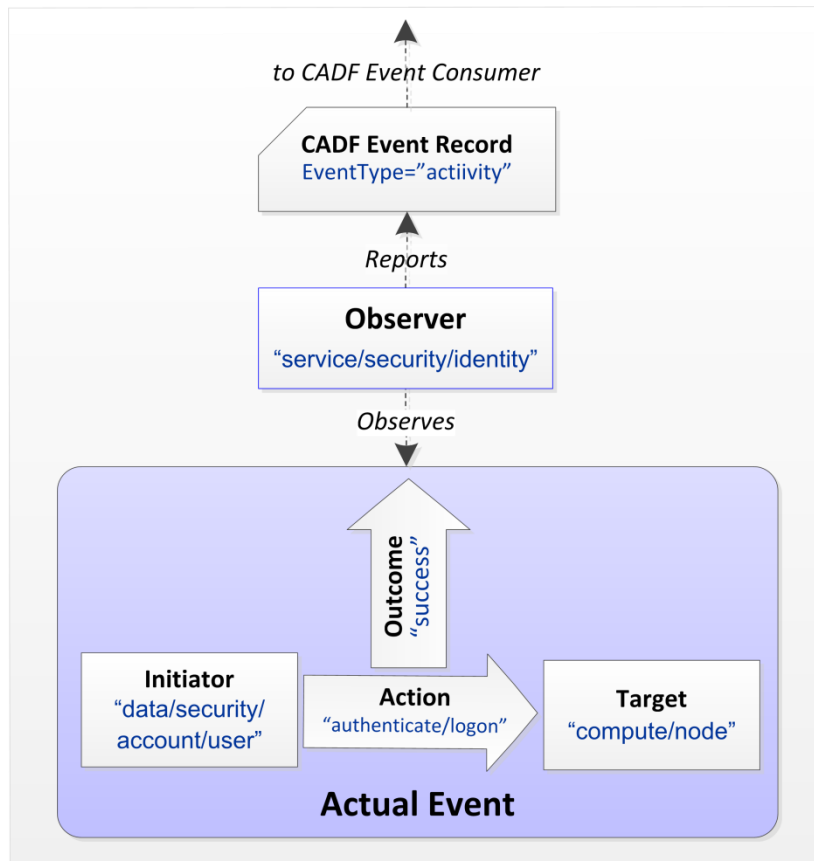 to CADF Event Consumer
CADF Event Record
EventType=”actiivity”
Reports
Observer
“service/security/identity”
Observes
Outcome
“success”
Initiator
“data/security/
account/user”
Action
“authenticate/logon”
Target
“compute/node”
Actual Event